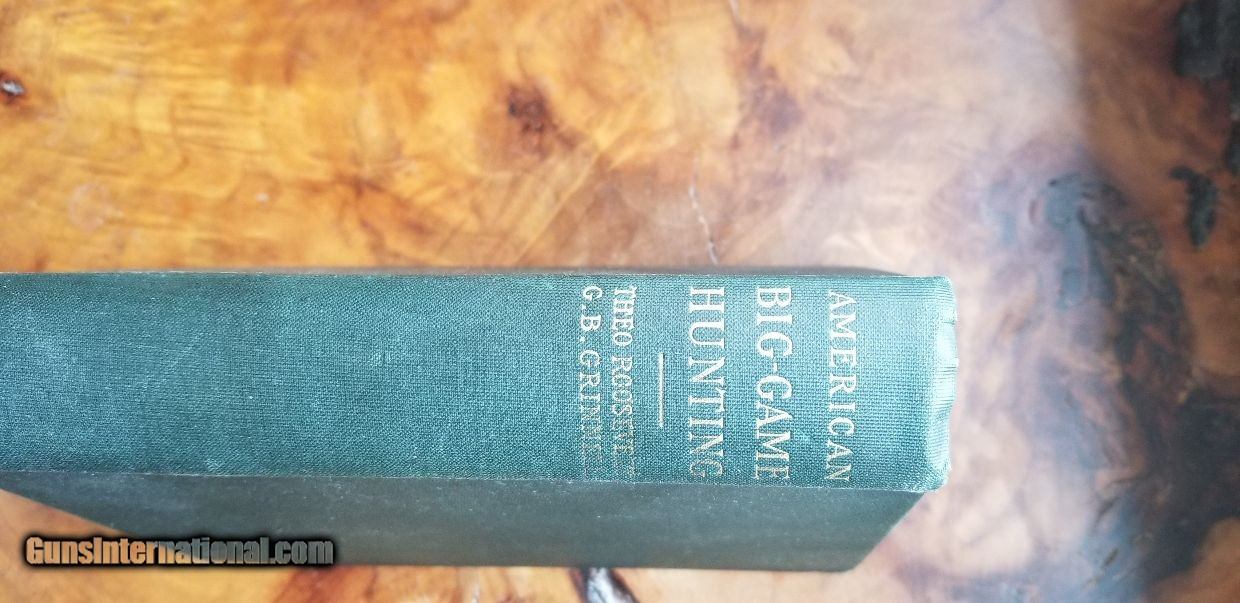 AMERICAN
BIG-GAME
HUNTING
THEO ROOSEVELT
G.B. GRINNELL
GunsInternational.com